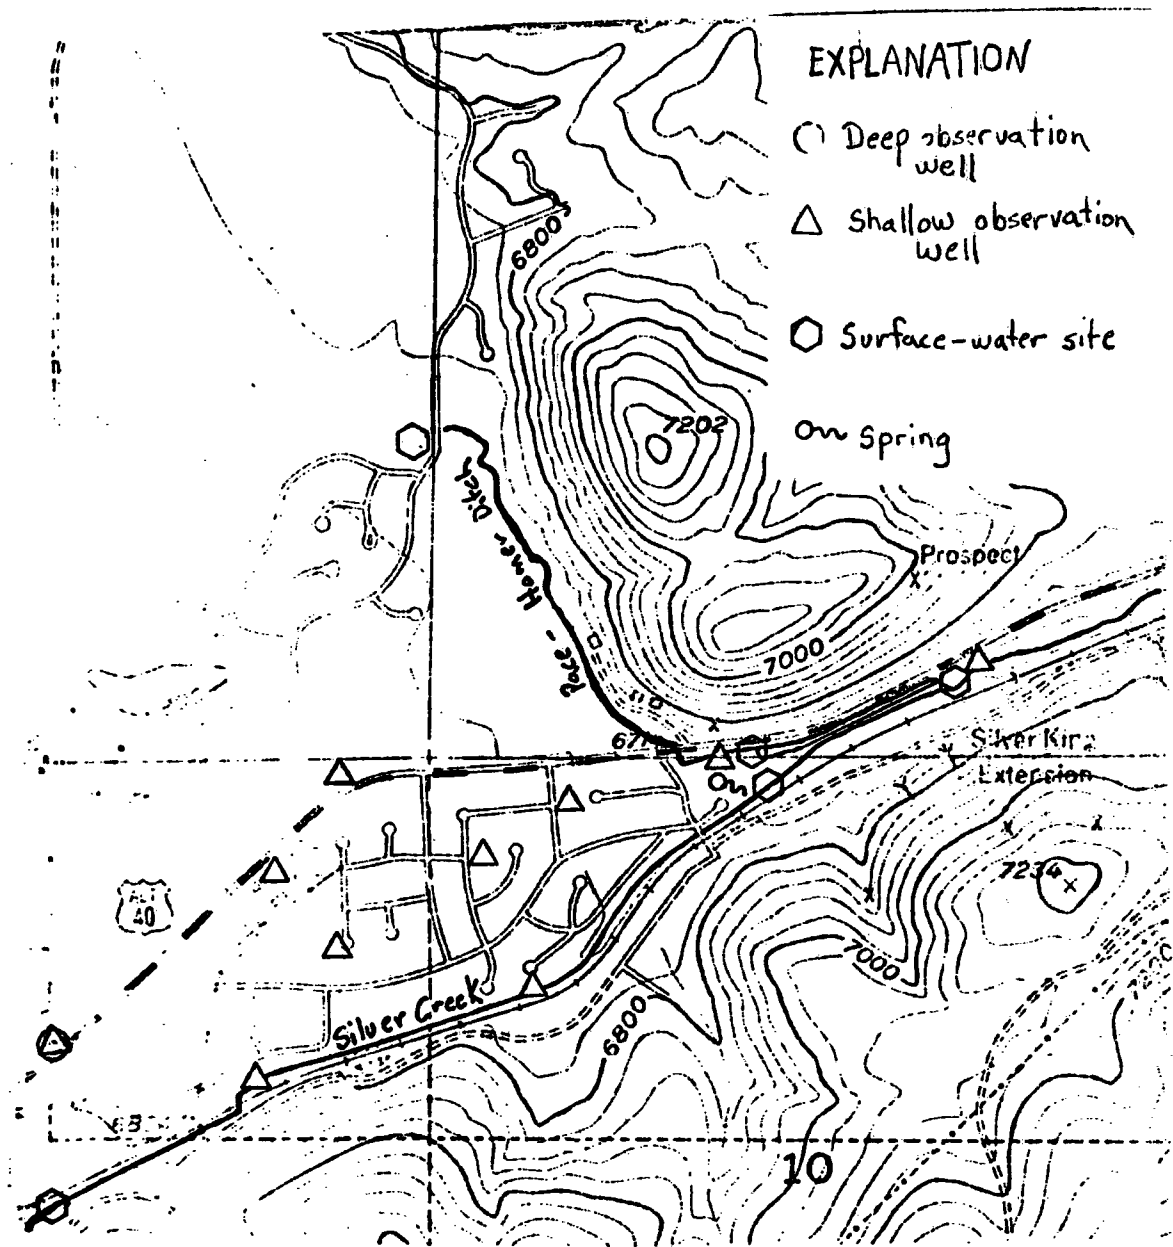 EXPLANATION
Deep observation
well
Shallow observation
well
Surface-water site
Spring
6800
7202
Pace - Homer Ditch
Prospect
7000
Silver King
Extension
7234
ALT
40
7000
Silver Creek
6800
10